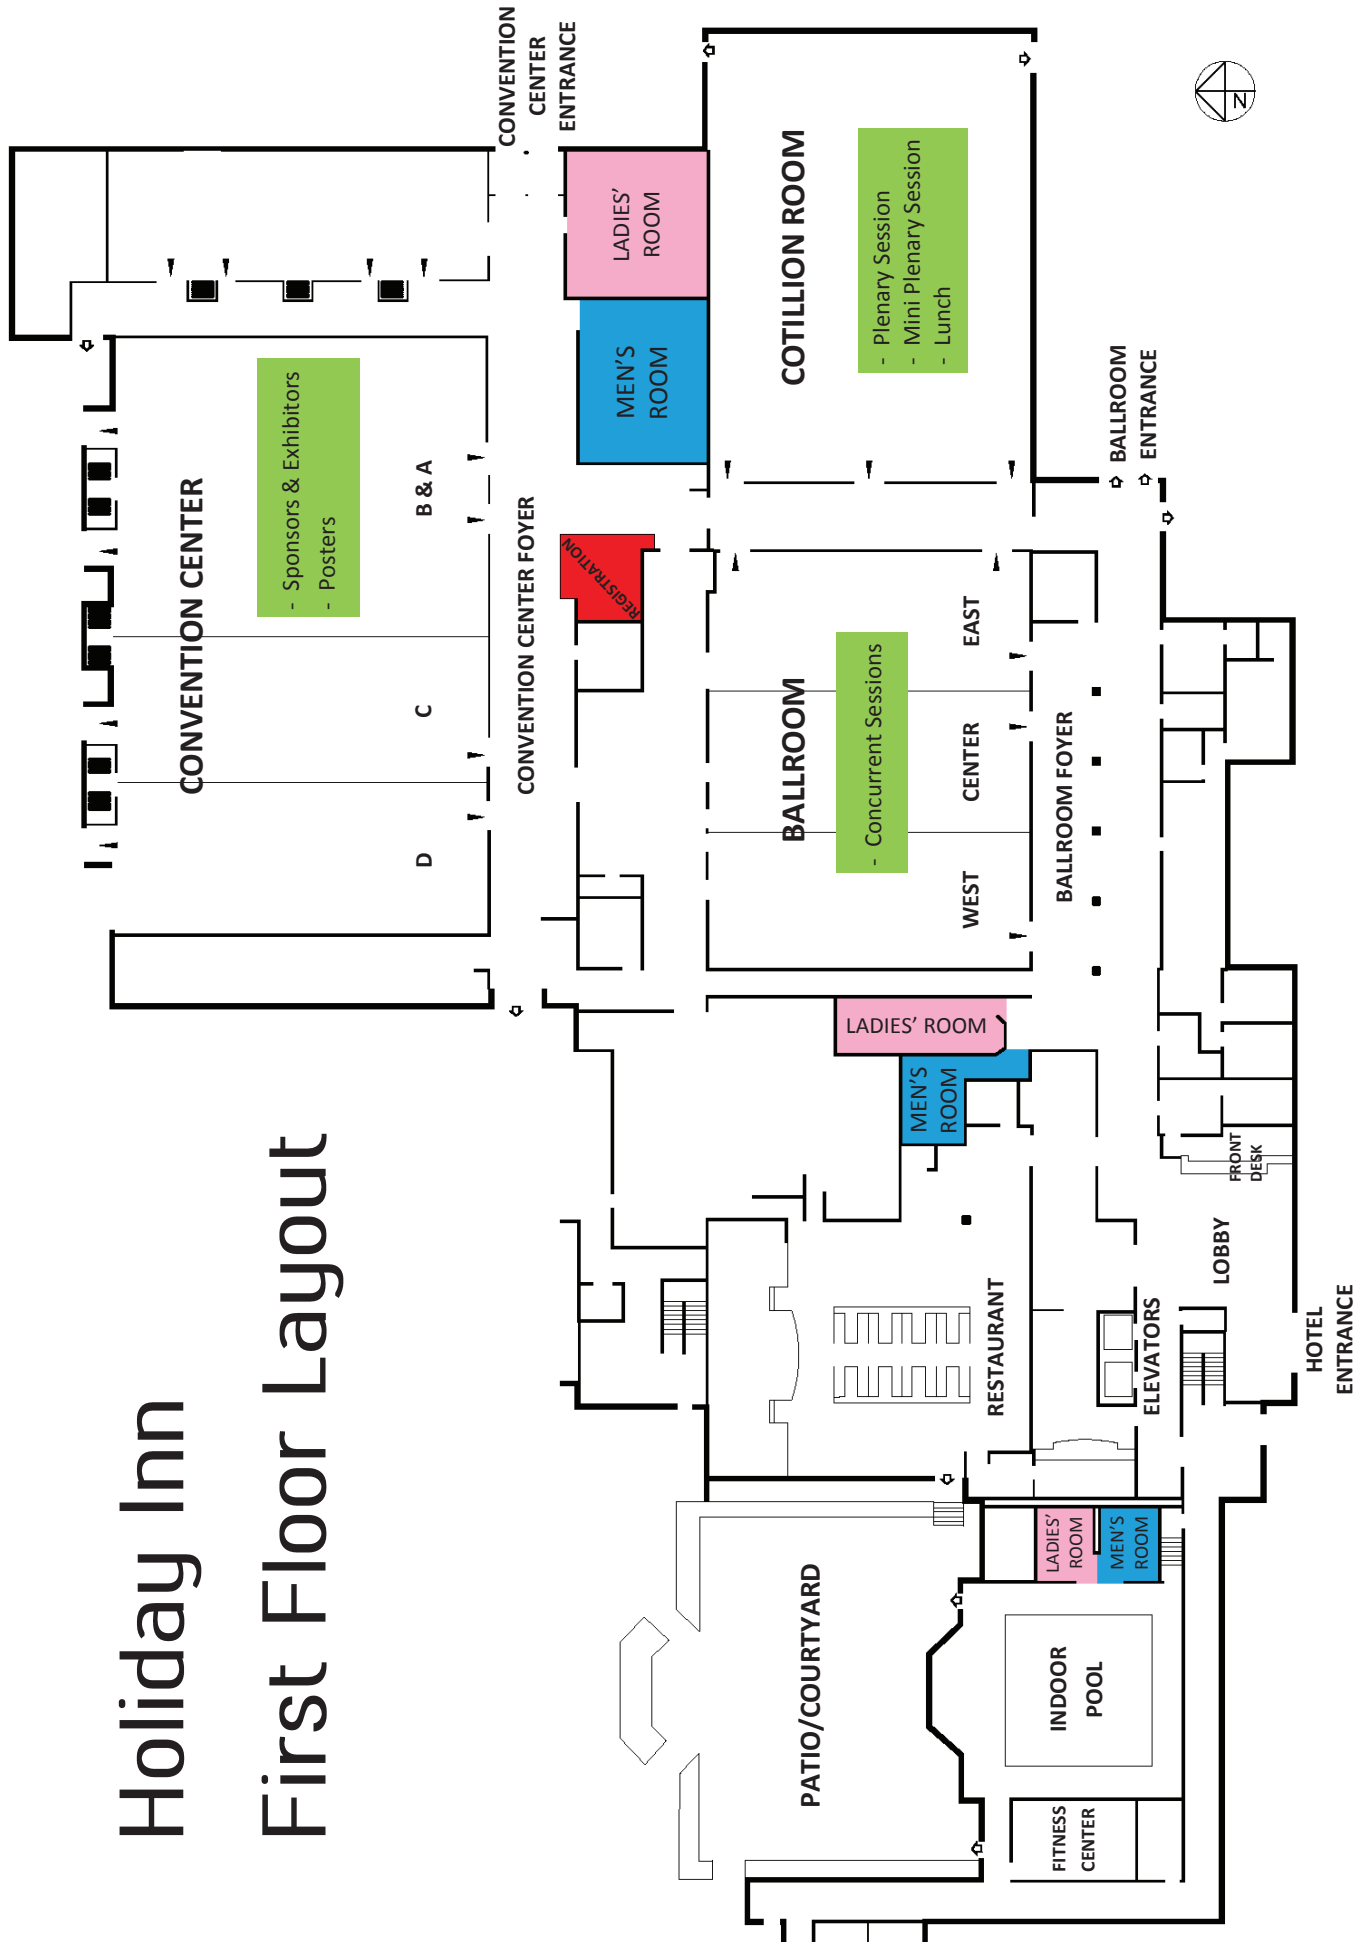 Holiday Inn
First Floor Layout
CONVENTION CENTER
- Sponsors & Exhibitors
- Posters
D
C
B & A
CONVENTION CENTER FOYER
CONVENTION
CENTER
ENTRANCE
REGISTRATION
MEN'S
ROOM
LADIES'
ROOM
COTILLION ROOM
- Plenary Session
- Mini Plenary Session
- Lunch
BALLROOM
- Concurrent Sessions
WEST
CENTER
EAST
BALLROOM FOYER
BALLROOM
ENTRANCE
LADIES' ROOM
MEN'S
ROOM
RESTAURANT
ELEVATORS
LOBBY
FRONT
DESK
HOTEL
ENTRANCE
PATIO/COURTYARD
LADIES'
ROOM
MEN'S
ROOM
INDOOR
POOL
FITNESS
CENTER
N